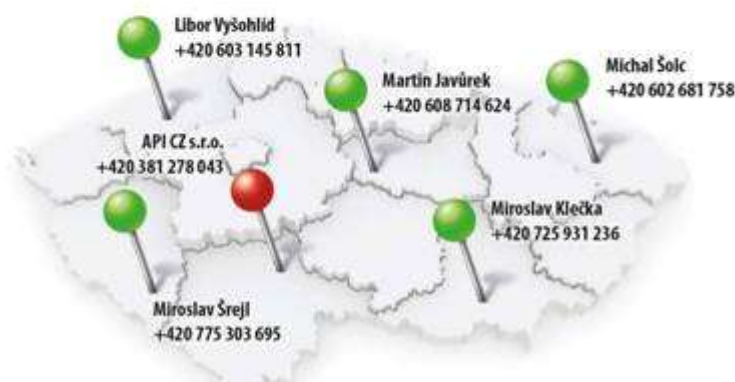 Libor Vyšohlíd
+420 603 145 811
Martin Javůrek
+420 608 714 624
Michal Šolc
+420 602 681 758
API CZ s.r.o.
+420 381 278 043
Miroslav Klečka
+420 725 931 236
Miroslav Šrejl
+420 775 303 695